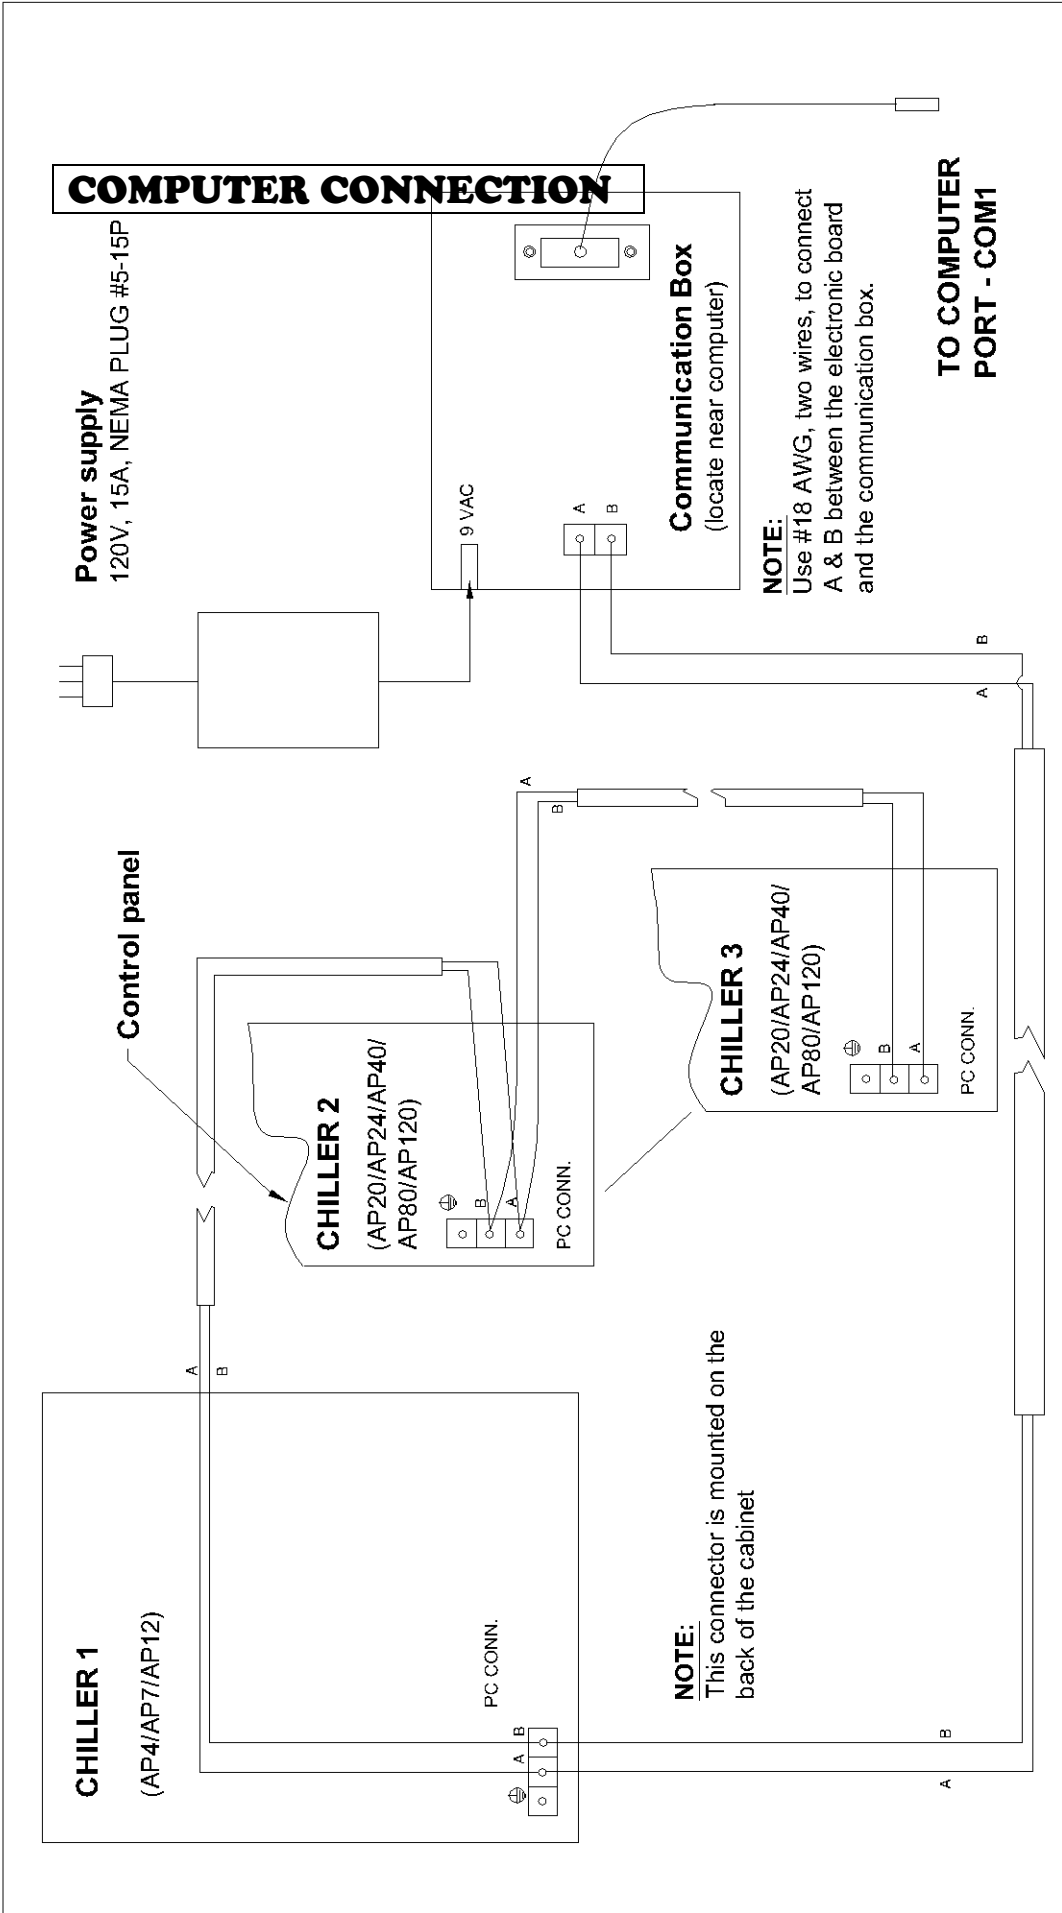 COMPUTER CONNECTION
Power supply
120V, 15A, NEMA PLUG #5-15P
9 VAC
A
B
Communication Box
(locate near computer)
NOTE:
Use #18 AWG, two wires, to connect
A & B between the electronic board
and the communication box.
TO COMPUTER
PORT - COM1
Control panel
CHILLER 1
(AP4/AP7/AP12)
PC CONN.
A
B
A
B
A
B
NOTE:
This connector is mounted on the
back of the cabinet
CHILLER 2
(AP20/AP24/AP40/
AP80/AP120)
B
A
PC CONN.
A
B
CHILLER 3
(AP20/AP24/AP40/
AP80/AP120)
B
A
PC CONN.
A
B